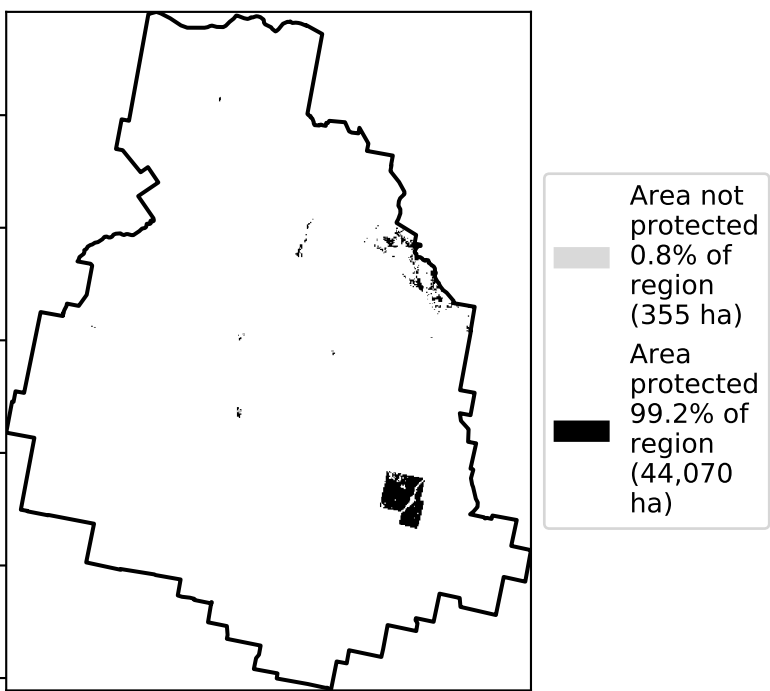 Area not
protected
0.8% of
region
(355 ha)
Area
protected
99.2% of
region
(44,070
ha)